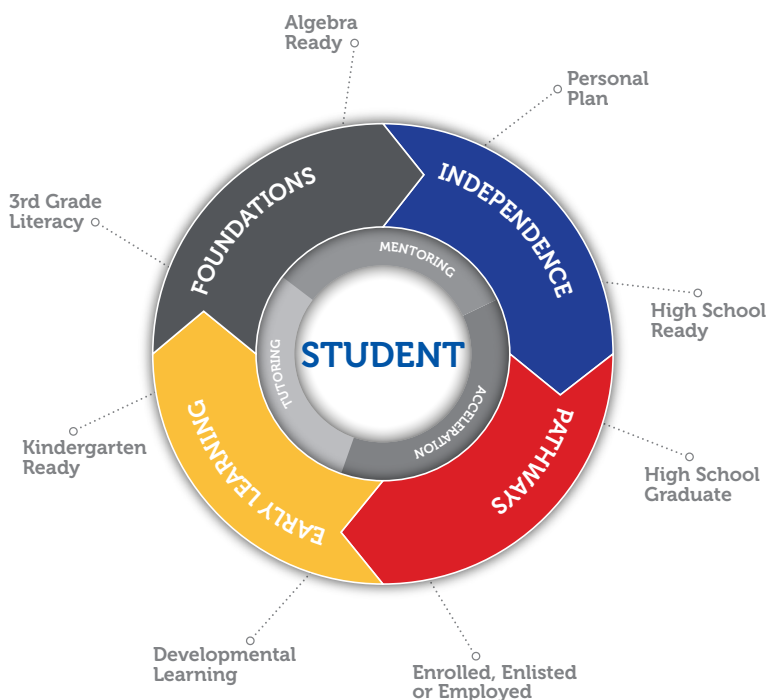 Algebra
Ready
Personal
Plan
FOUNDATIONS
INDEPENDENCE
3rd Grade
Literacy
MENTORING
High School
Ready
STUDENT
TUTORING
ACCELERATION
EARLY LEARNING
PATHWAYS
Kindergarten
Ready
High School
Graduate
Developmental
Learning
Enrolled, Enlisted
or Employed